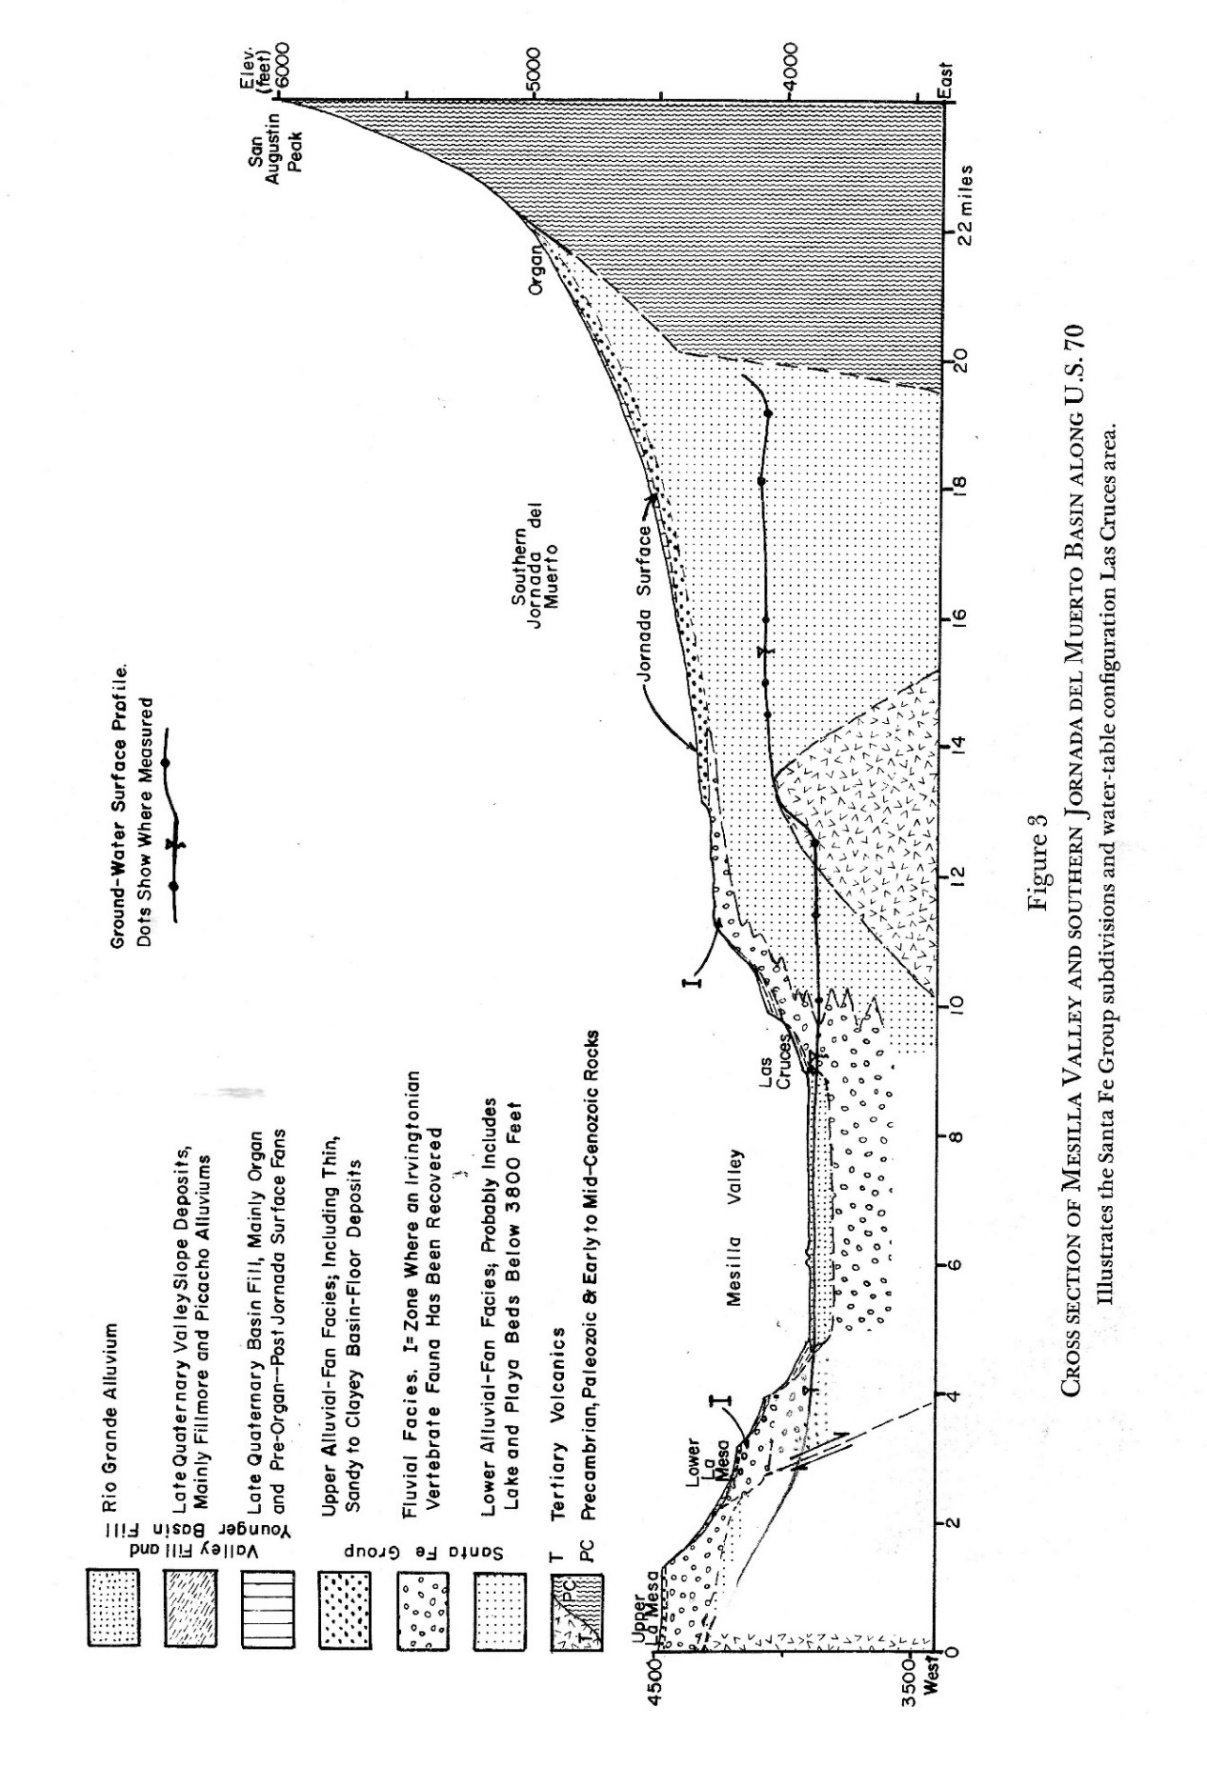 Rio Grande Alluvium
Late Quaternary Valley Slope Deposits,
Mainly Fillmore and Picacho Alluviums
Late Quaternary Basin Fill, Mainly Organ
and Pre-Organ--Post Jornada Surface Fans
Valley Fill and
Younger Basin Fill
Upper Alluvial-Fan Facies; Including Thin,
Sandy to Clayey Basin-Floor Deposits
Fluvial Facies. I= Zone Where an Irvingtonian
Vertebrate Fauna Has Been Recovered
Lower Alluvial-Fan Facies; Probably Includes
Lake and Playa Beds Below 3800 Feet
Santa Fe Group
T
PC
T Tertiary Volcanics
PC Precambrian, Paleozoic & Early to Mid-Cenozoic Rocks
Ground-Water Surface Profile.
Dots Show Where Measured
Elev.
(feet)
6000
5000
4000
East
San
Augustin
Peak
Organ
Southern
Jornada del
Muerto
Jornada Surface
I
Las
Cruces
Mesilla Valley
I
Lower
La
Mesa
Upper
La Mesa
4500
3500
West
0 2 4 6 8 10 12 14 16 18 20 22 miles
Figure 3
CROSS SECTION OF MESILLA VALLEY AND SOUTHERN JORNADA DEL MUERTO BASIN ALONG U.S. 70
Illustrates the Santa Fe Group subdivisions and water-table configuration Las Cruces area.